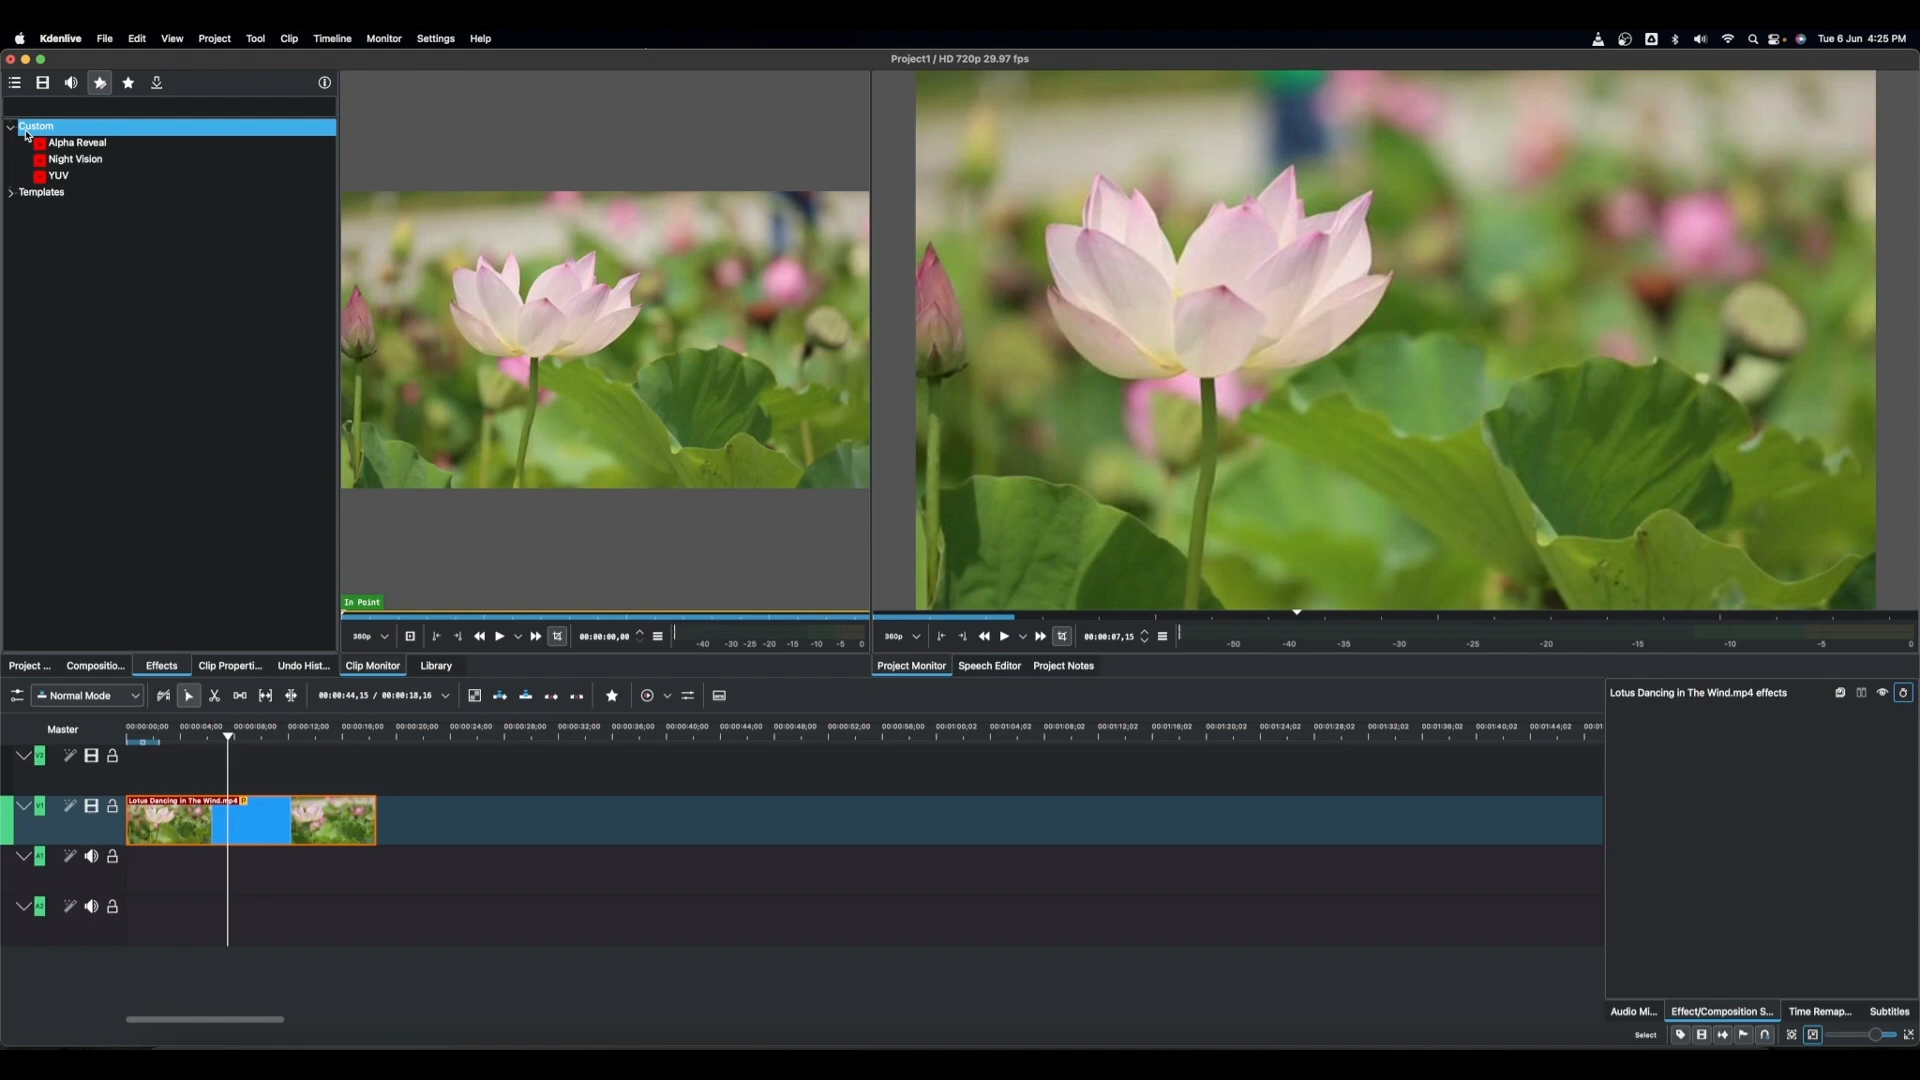 Kdenlive File Edit View Project Tool Clip Timeline Monitor Settings Help
Tue 6 Jun 4:25 PM
Project1 / HD 720p 29.97 fps
Custom
Alpha Reveal
Night Vision
YUV
Templates
In Point
360p
00:00:00,00
-40 -30 -25 -20 -15 -10 -5 0
360p
00:00:07,15
-50 -40 -30 -25 -20 -15 -10 -5 0
Project ... Compositio... Effects Clip Properti... Undo Hist... Clip Monitor Library
Project Monitor Speech Editor Project Notes
Normal Mode
00:00:44,15 / 00:00:18,16
Lotus Dancing in The Wind.mp4 effects
Master
00:00:00;00 00:00:04;00 00:00:08;00 00:00:12;00 00:00:16;00 00:00:20;00 00:00:24;00 00:00:28;00 00:00:32;00 00:00:36;00 00:00:40;00 00:00:44;00 00:00:48;00 00:00:52;00 00:00:56;00 00:01:00;02 00:01:04;02 00:01:08;02 00:01:12;02 00:01:16;02 00:01:20;02 00:01:24;02 00:01:28;02 00:01:32;02 00:01:36;02 00:01:40;02 00:01:44;02 00:01
V2
V1
Lotus Dancing in The Wind.mp4 P
A1
A2
Audio Mi... Effect/Composition S... Time Remap... Subtitles
Select